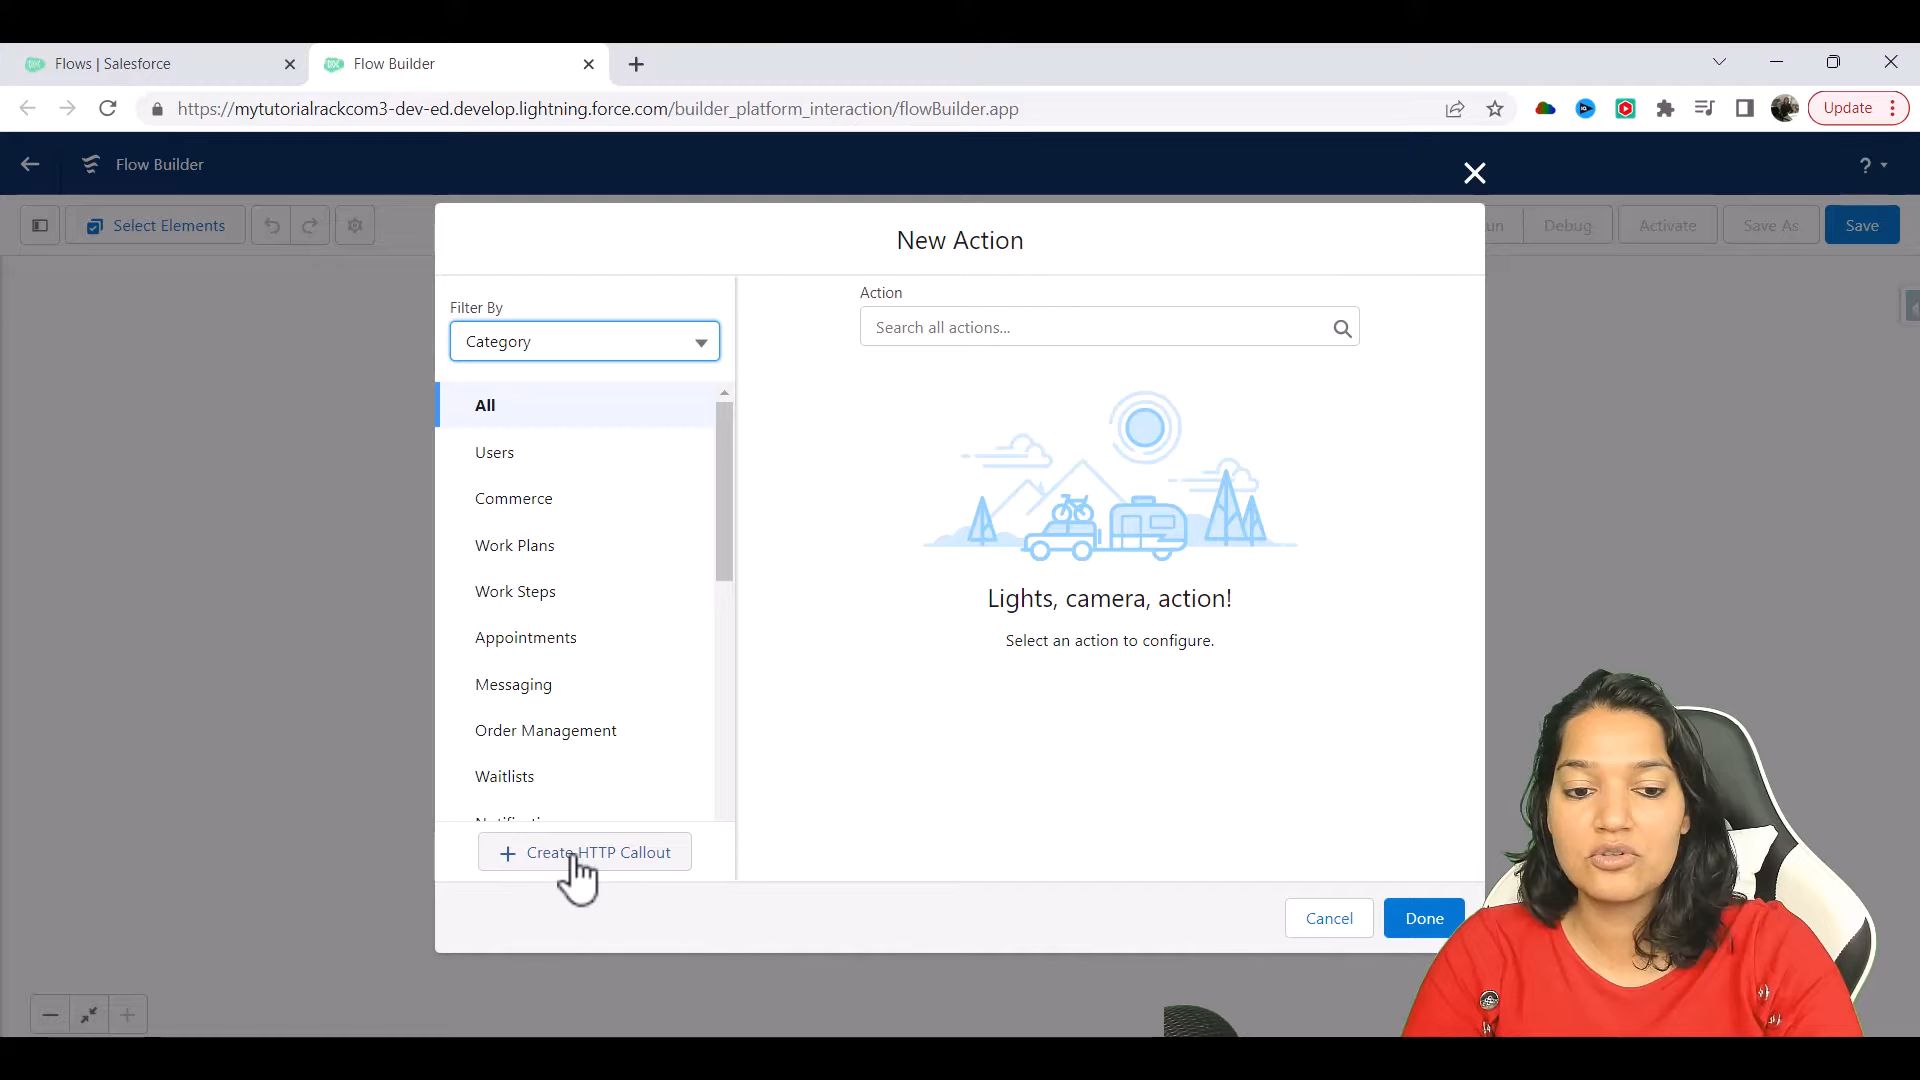 Flows | Salesforce
Flow Builder
https://mytutorialrackcom3-dev-ed.develop.lightning.force.com/builder_platform_interaction/flowBuilder.app
Update
Flow Builder
?
Select Elements
Debug
Activate
Save As
Save
New Action
Filter By
Category
All
Users
Commerce
Work Plans
Work Steps
Appointments
Messaging
Order Management
Waitlists
Create HTTP Callout
Action
Search all actions...
Lights, camera, action!
Select an action to configure.
Cancel
Done